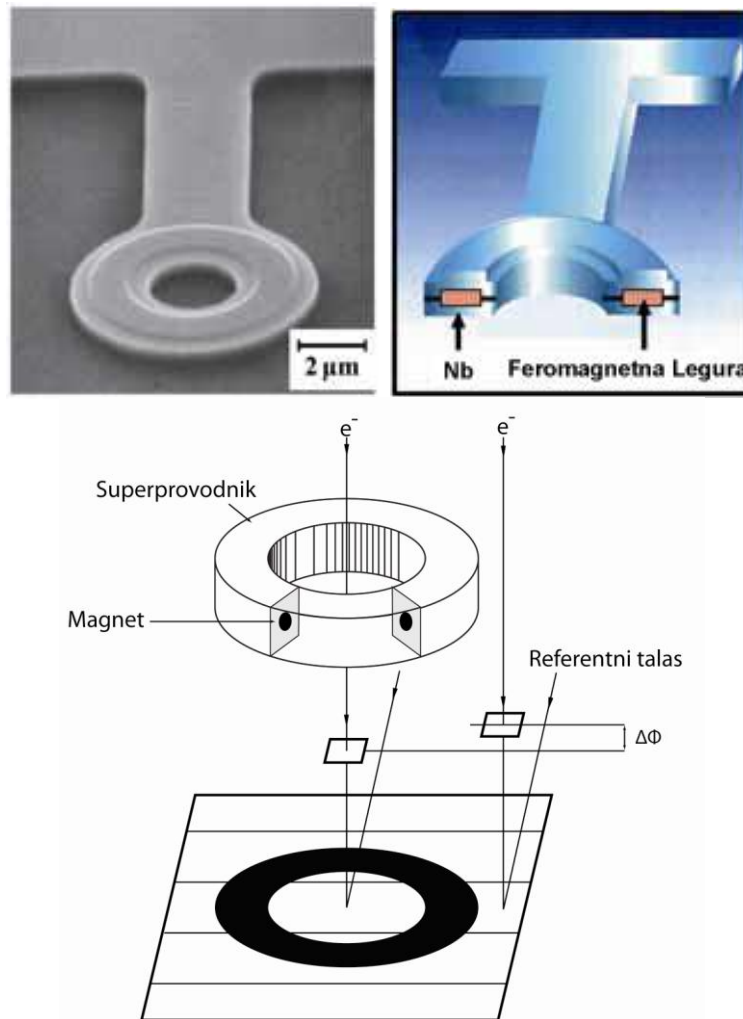 2 µm
Nb
Feromagnetna Legura
e⁻
e⁻
Superprovodnik
Magnet
Referentni talas
ΔΦ